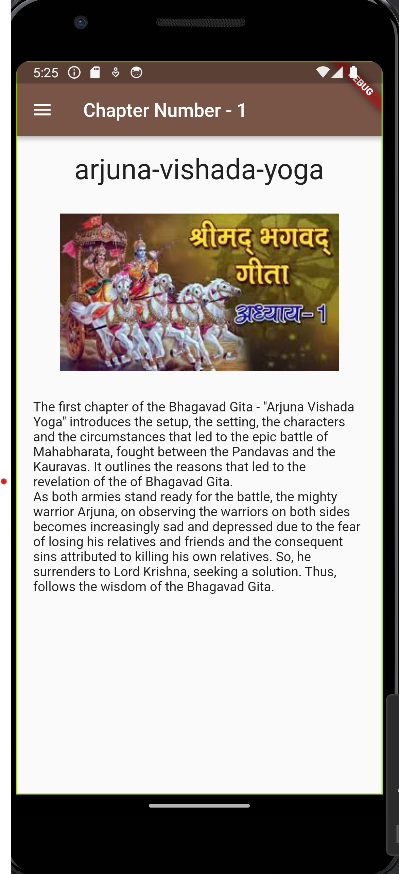 5:25
DEBUG
Chapter Number - 1
arjuna-vishada-yoga
श्रीमद् भगवद्
गीता
अध्याय-1
The first chapter of the Bhagavad Gita - "Arjuna Vishada
Yoga" introduces the setup, the setting, the characters
and the circumstances that led to the epic battle of
Mahabharata, fought between the Pandavas and the
Kauravas. It outlines the reasons that led to the
revelation of the of Bhagavad Gita.
As both armies stand ready for the battle, the mighty
warrior Arjuna, on observing the warriors on both sides
becomes increasingly sad and depressed due to the fear
of losing his relatives and friends and the consequent
sins attributed to killing his own relatives. So, he
surrenders to Lord Krishna, seeking a solution. Thus,
follows the wisdom of the Bhagavad Gita.